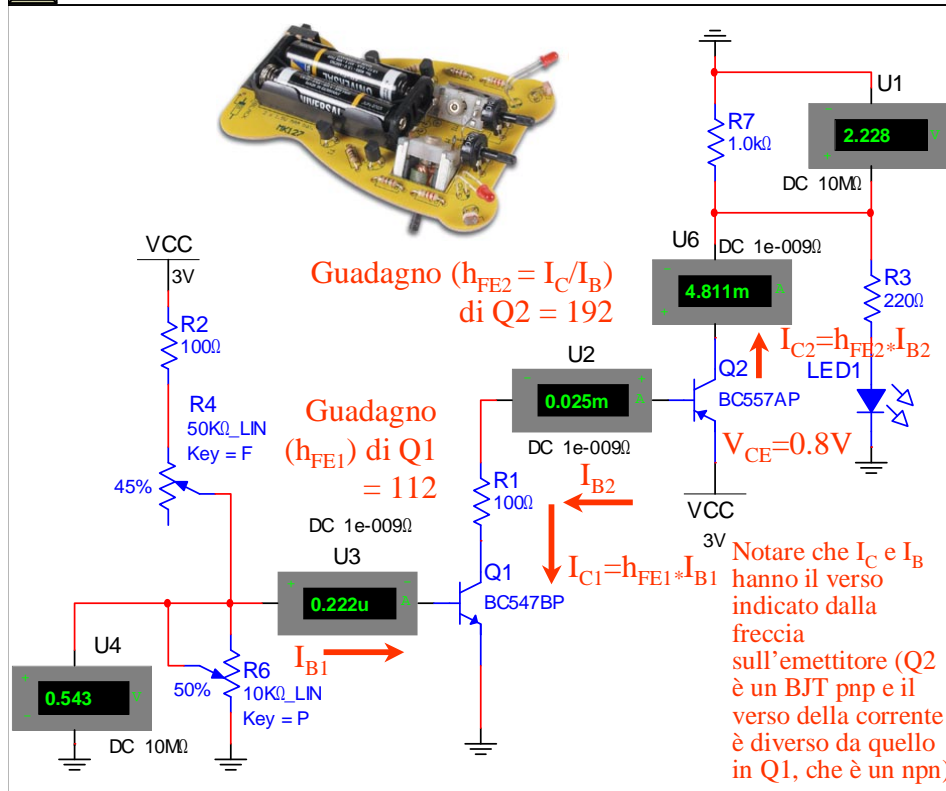 U1
2.228 V
DC 10MΩ
R7
1.0kΩ
UNIVERSAL
UNIVERSAL
MK127
VCC
3V
R2
100Ω
R4
50KΩ_LIN
Key = F
45%
Guadagno (hFE2 = IC/IB)
di Q2 = 192
U6
DC 1e-009Ω
4.811m A
R3
220Ω
IC2=hFE2*IB2
LED1
U2
0.025m A
DC 1e-009Ω
Q2
BC557AP
VCE=0.8V
VCC
3V
Guadagno
(hFE1) di Q1
= 112
R1
100Ω
IB2
IC1=hFE1*IB1
DC 1e-009Ω
U3
0.222u A
Q1
BC547BP
IB1
U4
0.543 V
DC 10MΩ
50%
R6
10KΩ_LIN
Key = P
Notare che IC e IB
hanno il verso
indicato dalla
freccia
sull’emettitore (Q2
è un BJT pnp e il
verso della corrente
è diverso da quello
in Q1, che è un npn)